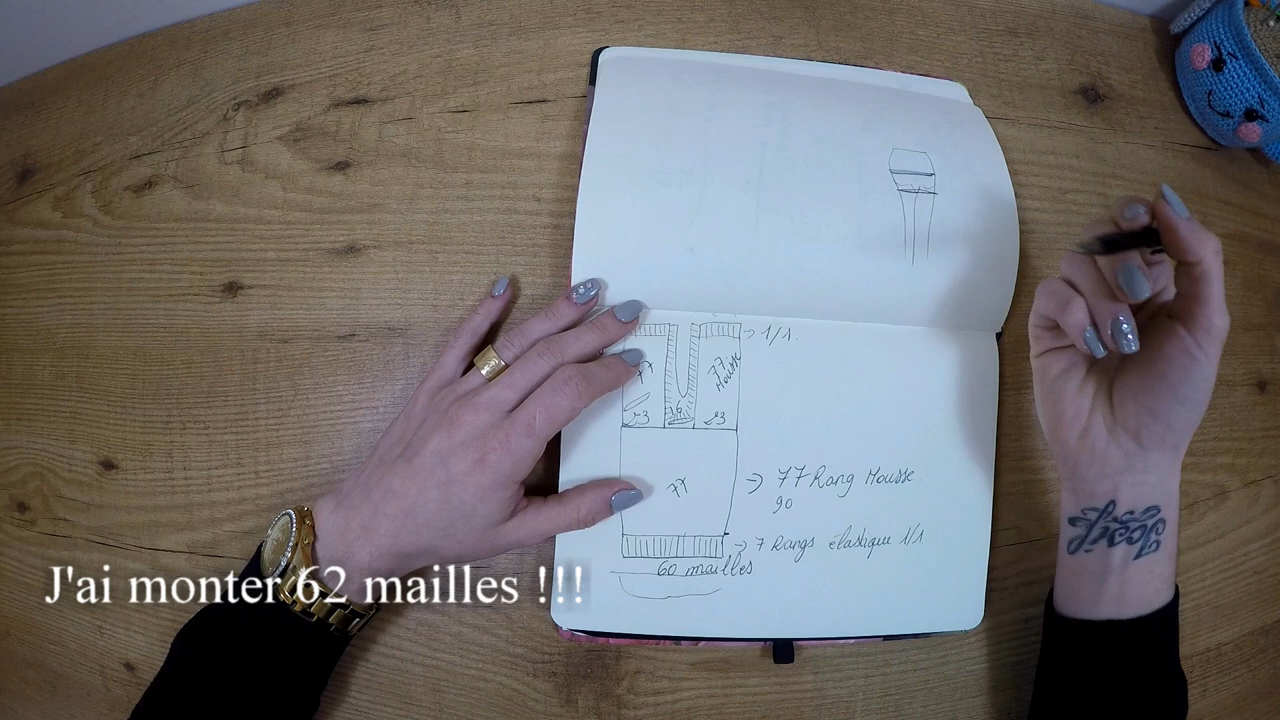 → 1/1.
77
77 Mousse
23
23
77
→ 77 Rang Mousse.
90
→ 7 Rangs élastique 1/1
60 mailles
J'ai monter 62 mailles !!!